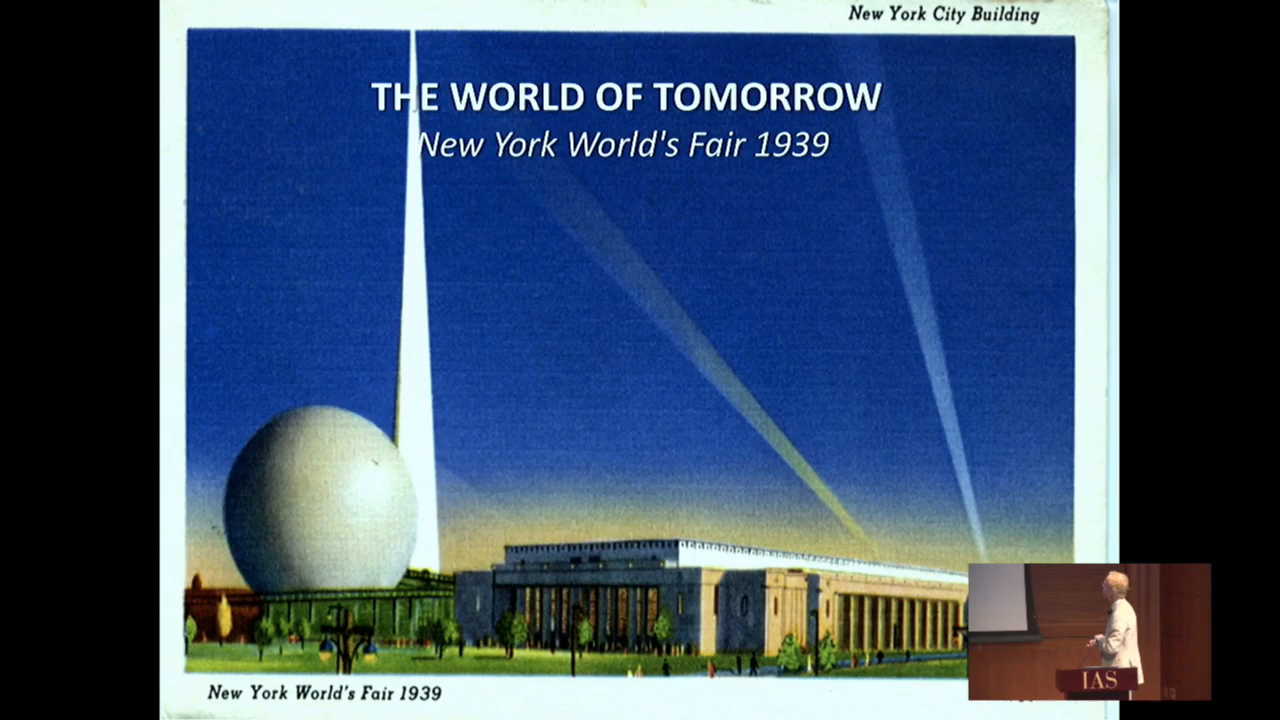 New York City Building
THE WORLD OF TOMORROW
New York World's Fair 1939
New York World's Fair 1939
IAS